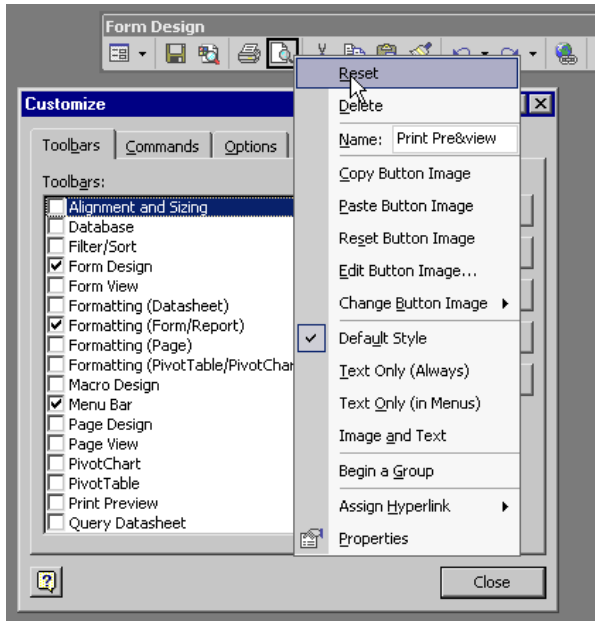 Form Design
Customize
Toolbars
Commands
Options
Toolbars:
Alignment and Sizing
Database
Filter/Sort
Form Design
Form View
Formatting (Datasheet)
Formatting (Form/Report)
Formatting (Page)
Formatting (PivotTable/PivotChar
Macro Design
Menu Bar
Page Design
Page View
PivotChart
PivotTable
Print Preview
Query Datasheet
Reset
Delete
Name: Print Pre&view
Copy Button Image
Paste Button Image
Reset Button Image
Edit Button Image...
Change Button Image
Default Style
Text Only (Always)
Text Only (in Menus)
Image and Text
Begin a Group
Assign Hyperlink
Properties
Close